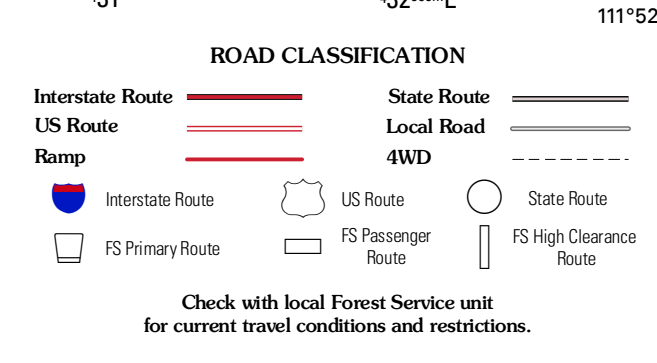 111°52
ROAD CLASSIFICATION
Interstate Route
State Route
US Route
Local Road
Ramp
4WD
Interstate Route
US Route
State Route
FS Primary Route
FS Passenger
Route
FS High Clearance
Route
Check with local Forest Service unit
for current travel conditions and restrictions.